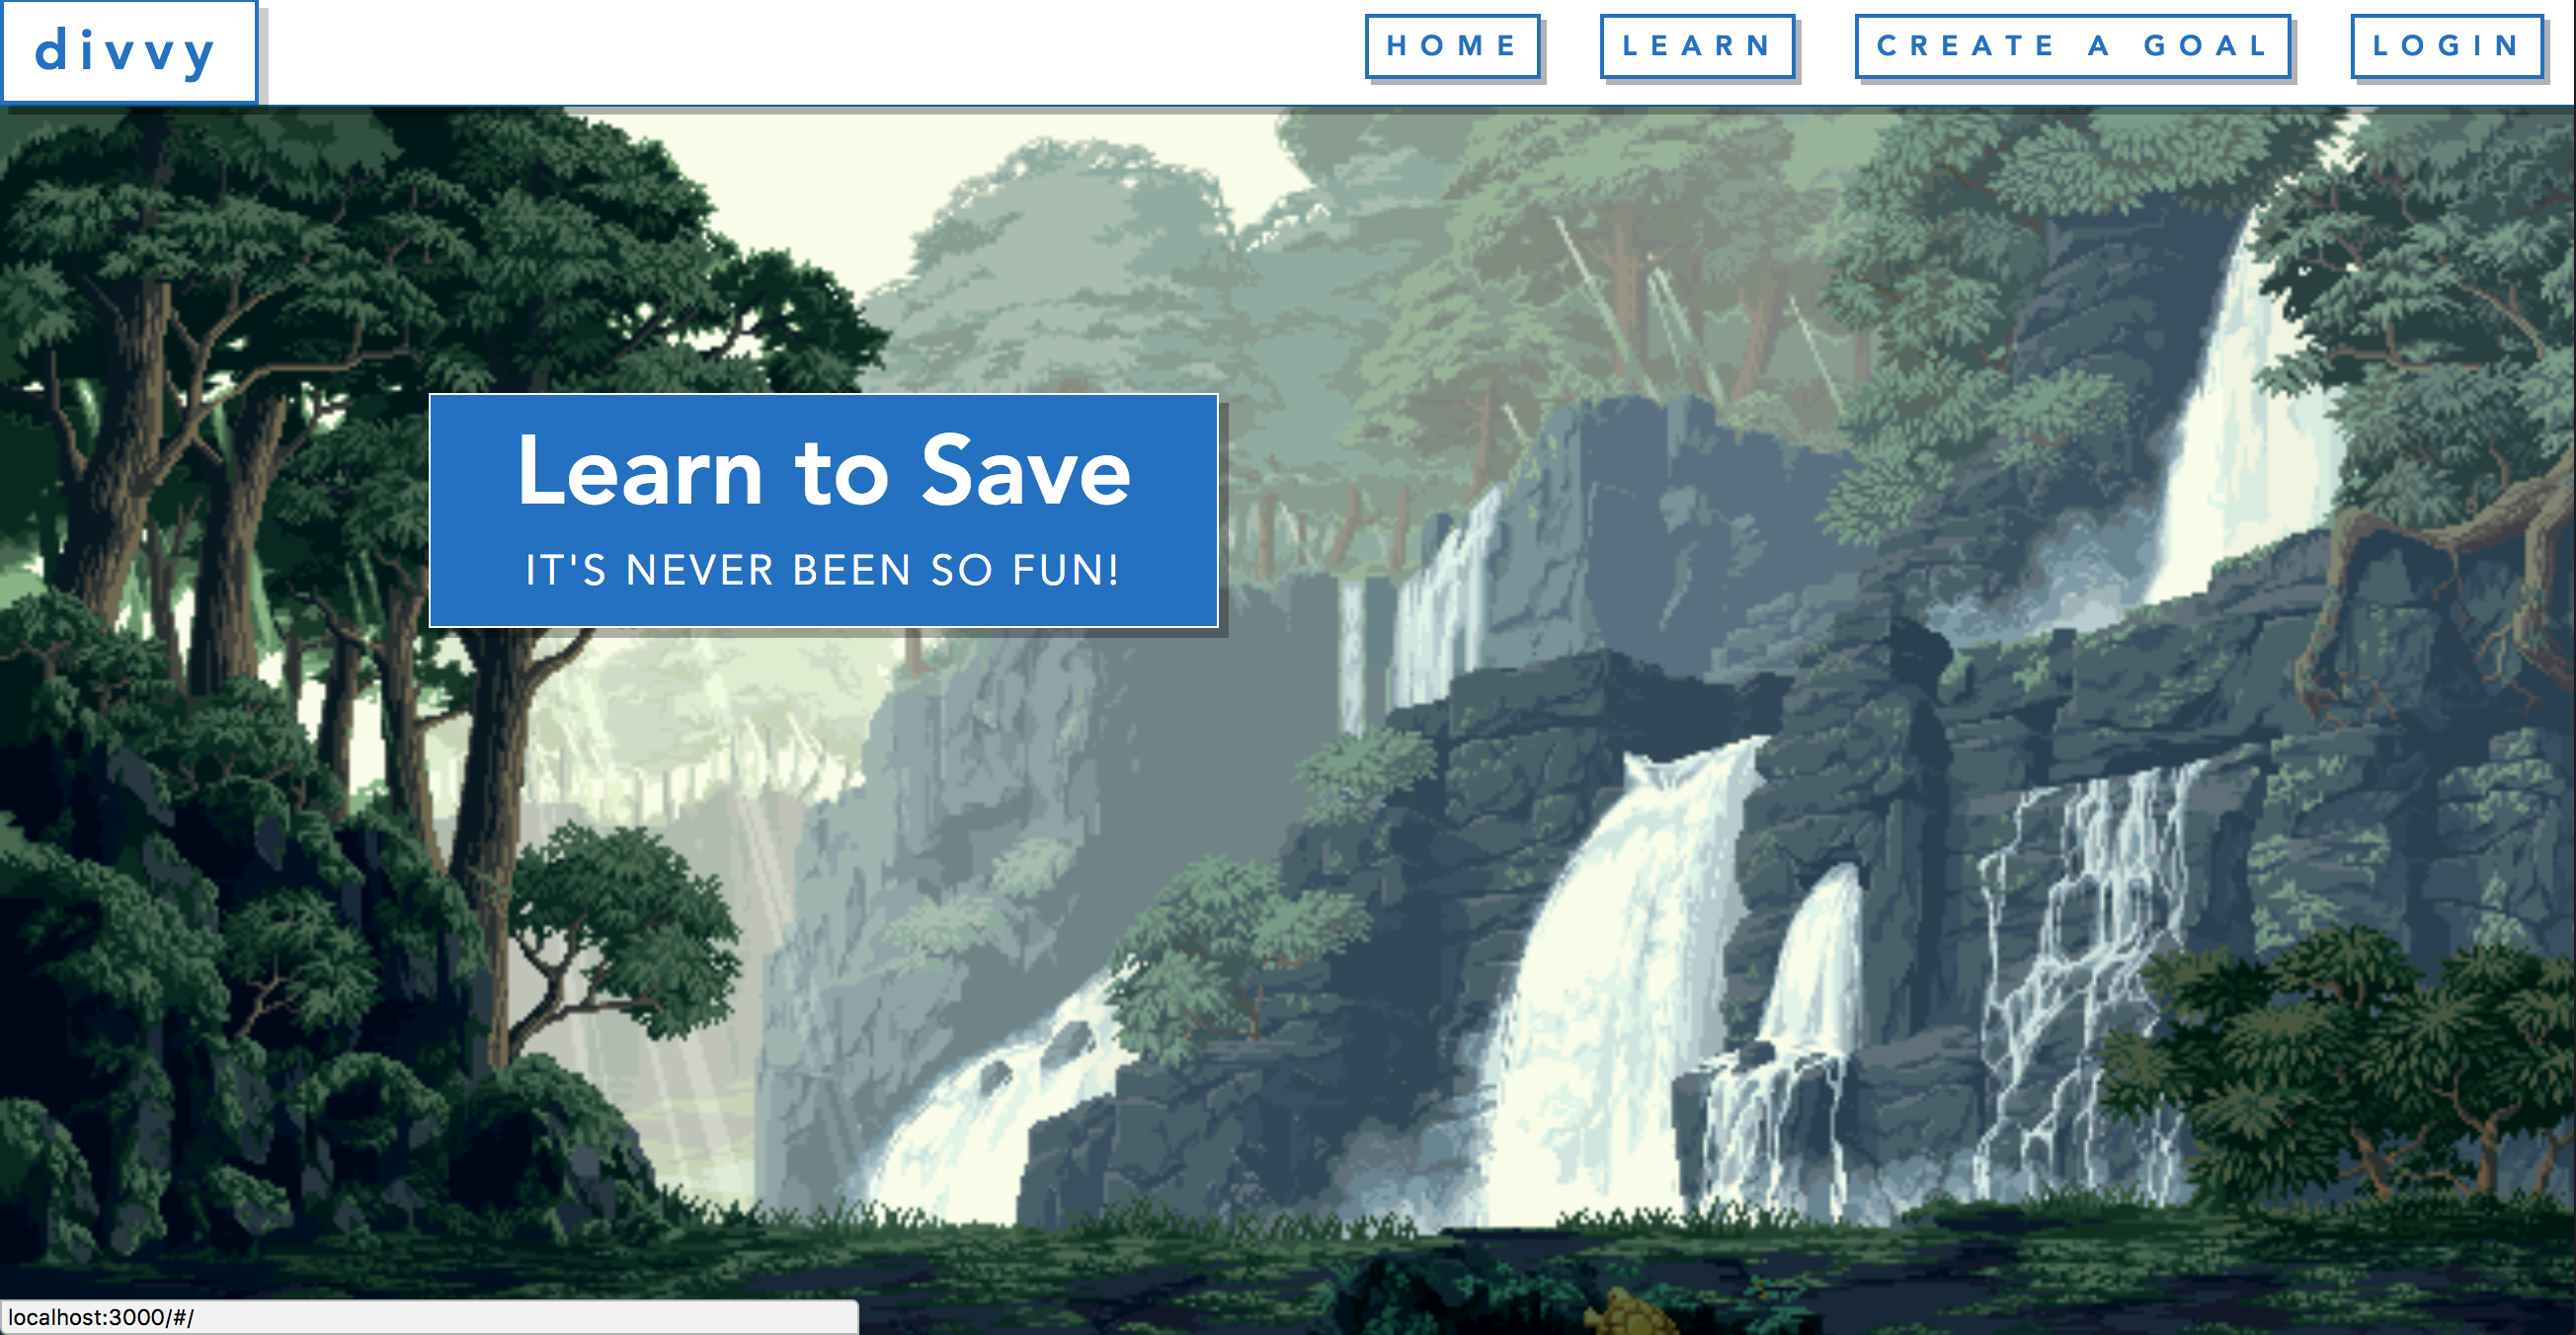 divvy
HOME LEARN CREATE A GOAL LOGIN
Learn to Save
IT'S NEVER BEEN SO FUN!
localhost:3000/#/